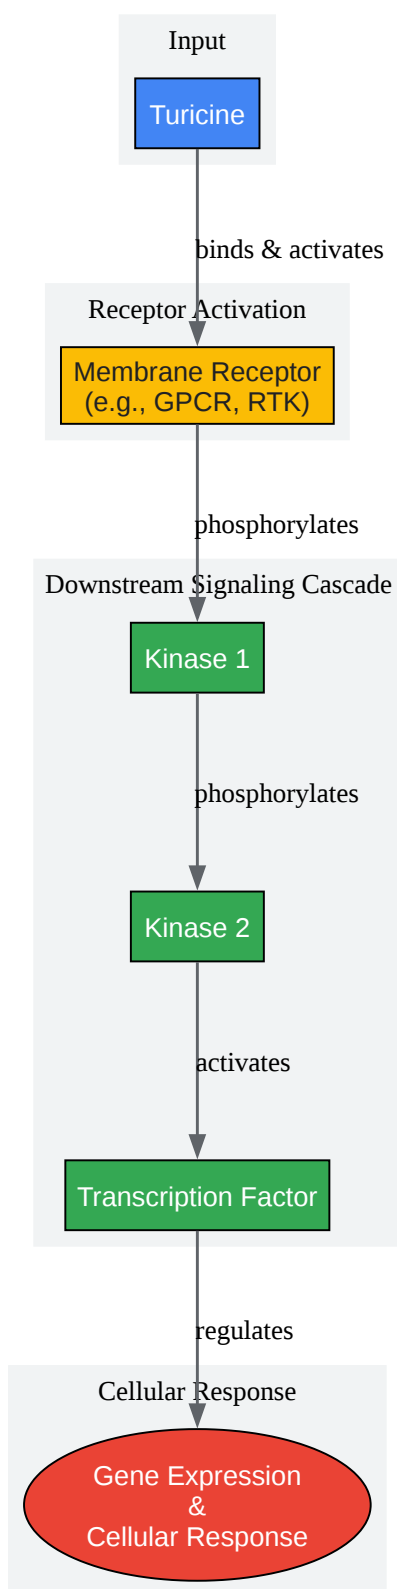 Input
Turicine
binds & activates
Receptor Activation
Membrane Receptor
(e.g., GPCR, RTK)
phosphorylates
Downstream Signaling Cascade
Kinase 1
phosphorylates
Kinase 2
activates
Transcription Factor
regulates
Cellular Response
Gene Expression
&
Cellular Response